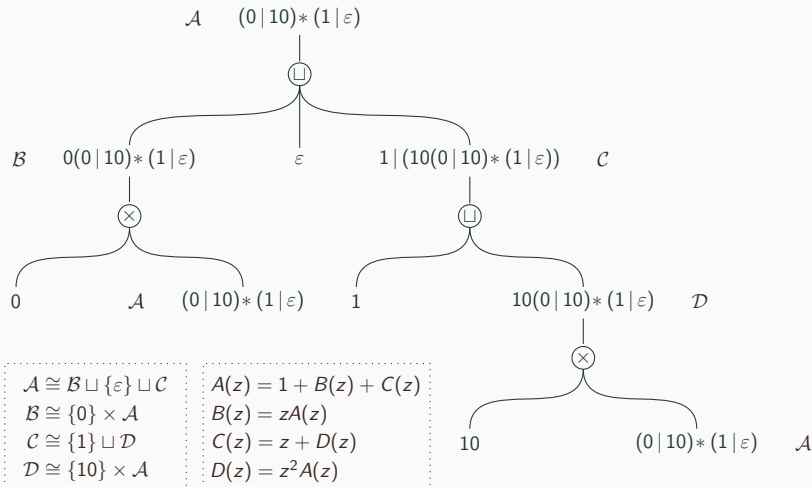 𝒜 (0 | 10)∗ (1 | ε)
⊔
ℬ 0(0 | 10)∗ (1 | ε) ε 1 | (10(0 | 10)∗ (1 | ε)) 𝒞
× ⊔
0 𝒜 (0 | 10)∗ (1 | ε) 1 10(0 | 10)∗ (1 | ε) 𝒟
×
𝒜 ≅ ℬ ⊔ {ε} ⊔ 𝒞
ℬ ≅ {0} × 𝒜
𝒞 ≅ {1} ⊔ 𝒟
𝒟 ≅ {10} × 𝒜
A(z) = 1 + B(z) + C(z)
B(z) = zA(z)
C(z) = z + D(z)
D(z) = z²A(z)
10 (0 | 10)∗ (1 | ε) 𝒜